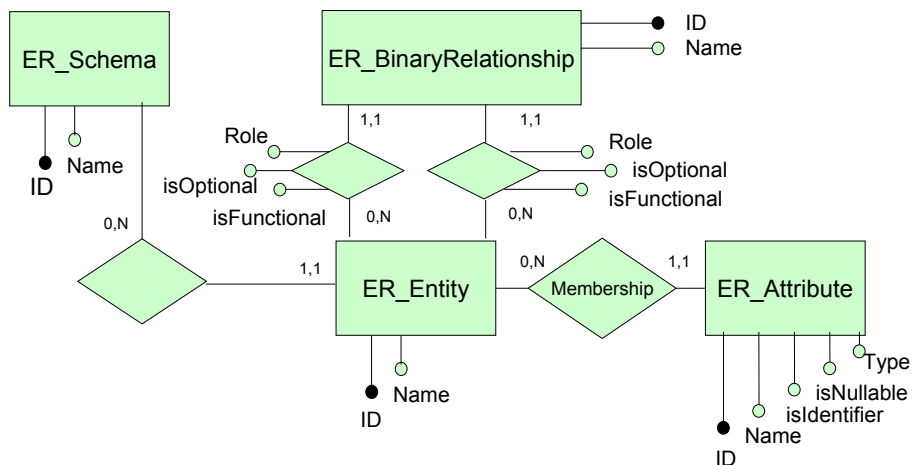 ER_Schema
ID
Name
ER_BinaryRelationship
ID
Name
1,1
1,1
Role
isOptional
isFunctional
Role
isOptional
isFunctional
0,N
0,N
0,N
1,1
ER_Entity
0,N
Membership
1,1
ER_Attribute
ID
Name
Type
isNullable
isIdentifier
Name
ID